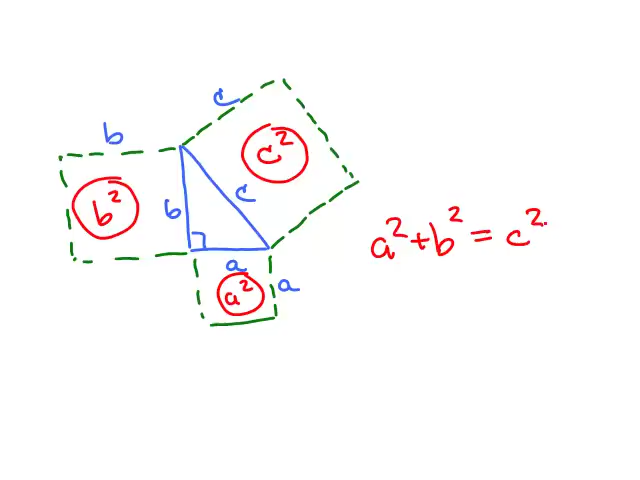 c
b
c²
c
b²
b
a² + b² = c²
a
a
a²